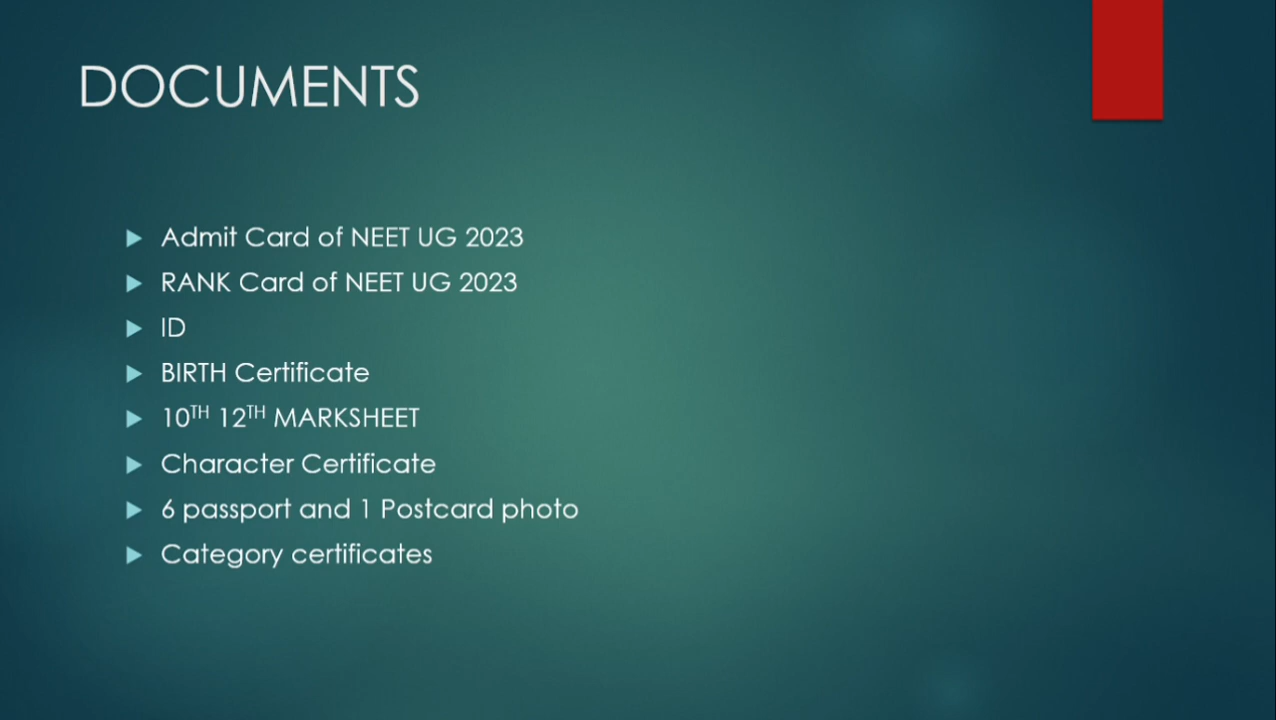 DOCUMENTS
Admit Card of NEET UG 2023
RANK Card of NEET UG 2023
ID
BIRTH Certificate
10TH 12TH MARKSHEET
Character Certificate
6 passport and 1 Postcard photo
Category certificates